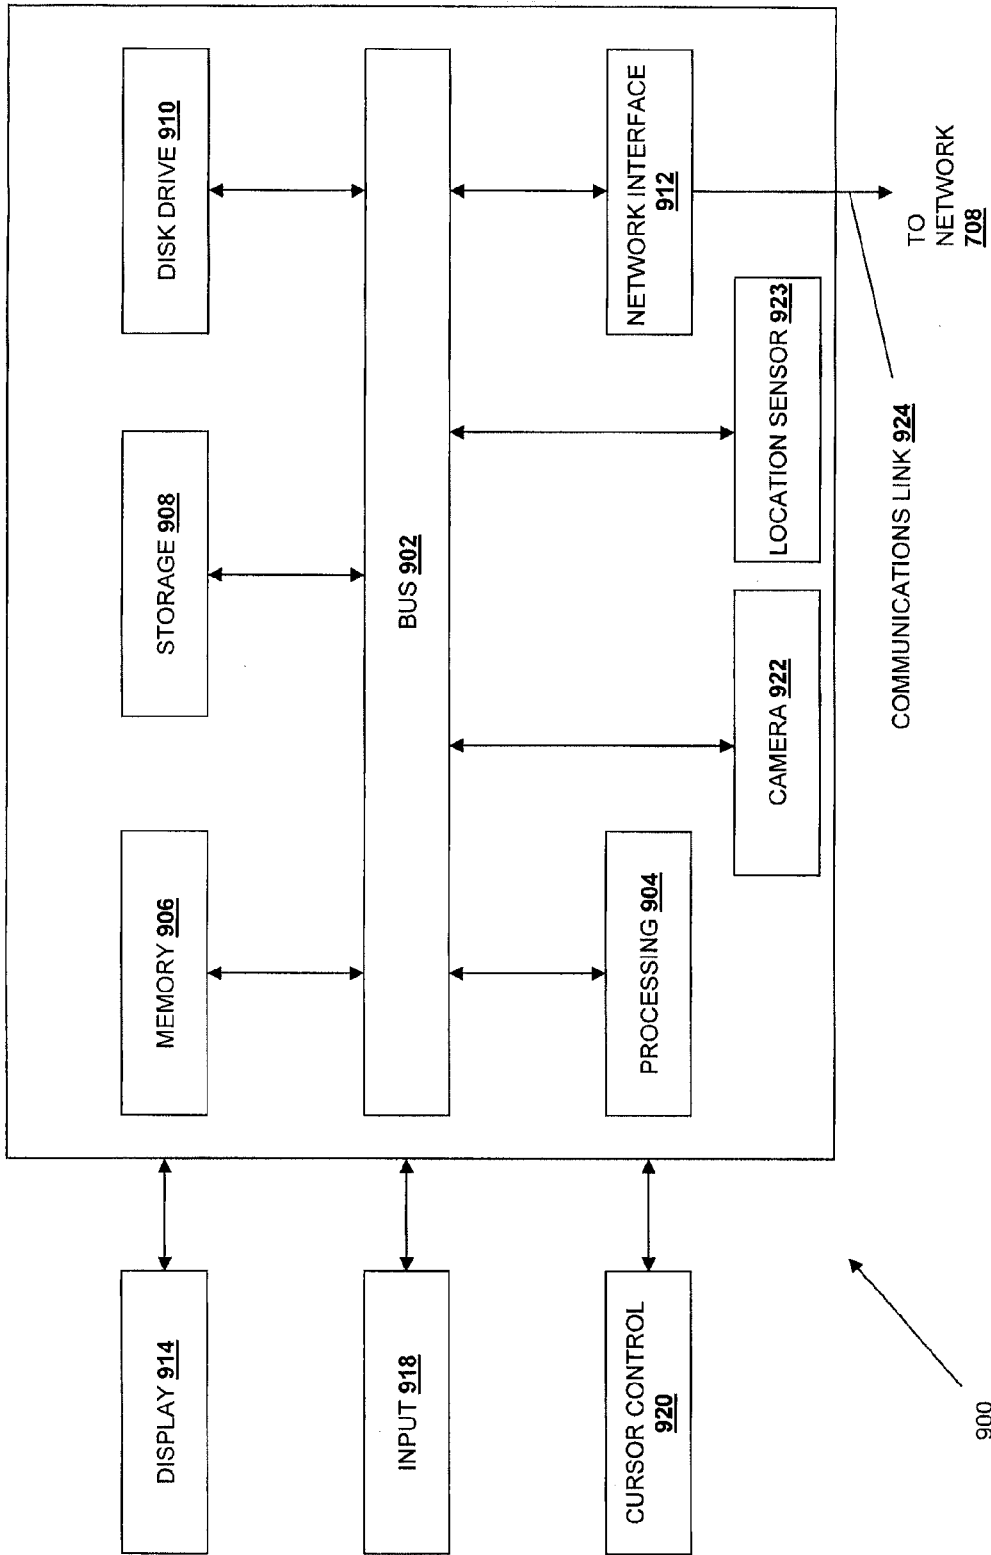 DISPLAY 914
MEMORY 906
STORAGE 908
DISK DRIVE 910
INPUT 918
BUS 902
CURSOR CONTROL
920
PROCESSING 904
NETWORK INTERFACE
912
CAMERA 922
LOCATION SENSOR 923
COMMUNICATIONS LINK 924
TO
NETWORK
708
900